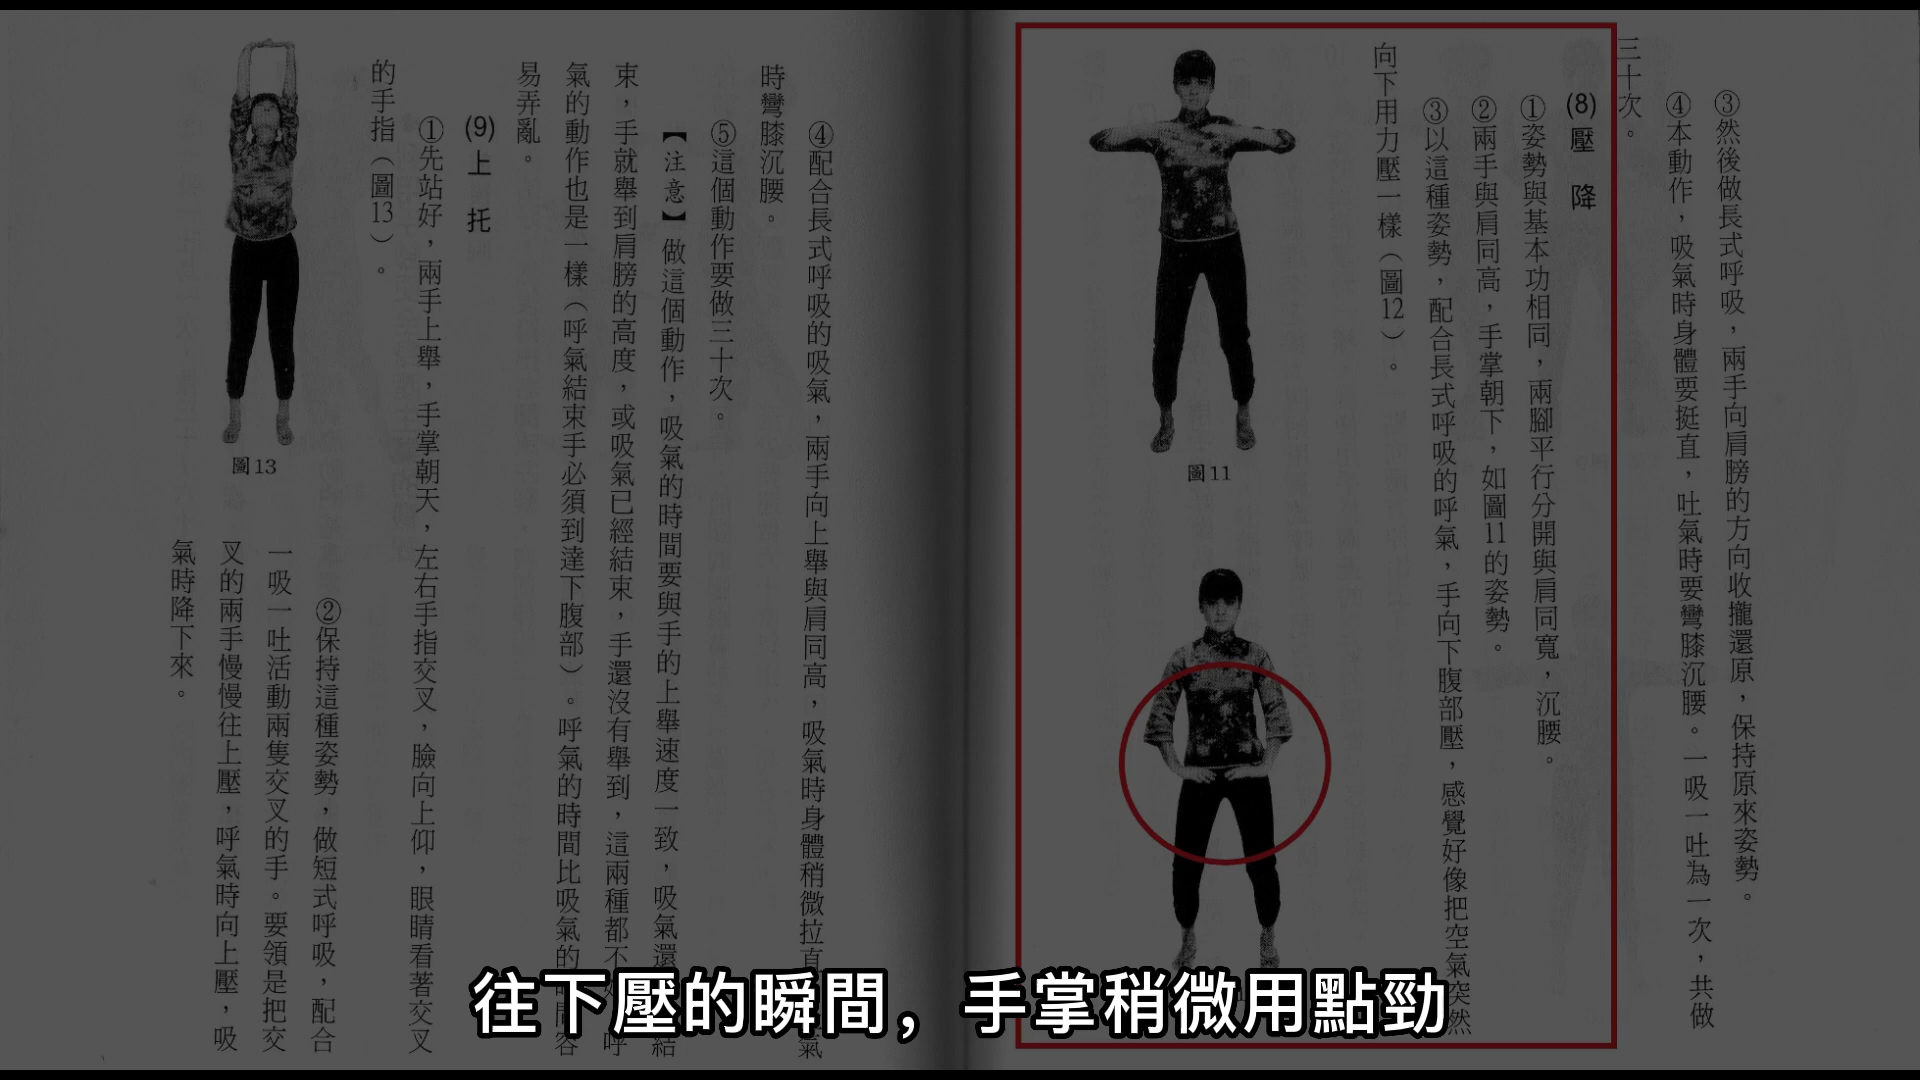 ③然後做長式呼吸，兩手向肩膀的方向收攏還原，保持原來姿勢。
④本動作，吸氣時身體要挺直，吐氣時要彎膝沉腰。一吸一吐為一次，共做
三十次。
(8)壓降
①姿勢與基本功相同，兩腳平行分開與肩同寬，沉腰。
②兩手與肩同高，手掌朝下，如圖11的姿勢。
③以這種姿勢，配合長式呼吸的呼氣，手向下腹部壓，感覺好像把空氣突然
向下用力壓一樣（圖12）。
圖11
④配合長式呼吸的吸氣，兩手向上舉與肩同高，吸氣時身體稍微拉直
時彎膝沉腰。
⑤這個動作要做三十次。
【注意】做這個動作，吸氣的時間要與手的上舉速度一致，吸氣還
結
束，手就舉到肩膀的高度，或吸氣已經結束，手還沒有舉到，這兩種都不
呼
氣的動作也是一樣（呼氣結束手必須到達下腹部）。呼氣的時間比吸氣的
容
易弄亂。
(9)上托
①先站好，兩手上舉，手掌朝天，左右手指交叉，臉向上仰，眼睛看著交叉
的手指（圖13）。
圖13
②保持這種姿勢，做短式呼吸，配合
一吸一吐活動兩隻交叉的手。要領是把交
叉的兩手慢慢往上壓，呼氣時向上壓，吸
氣時降下來。
往下壓的瞬間，手掌稍微用點勁